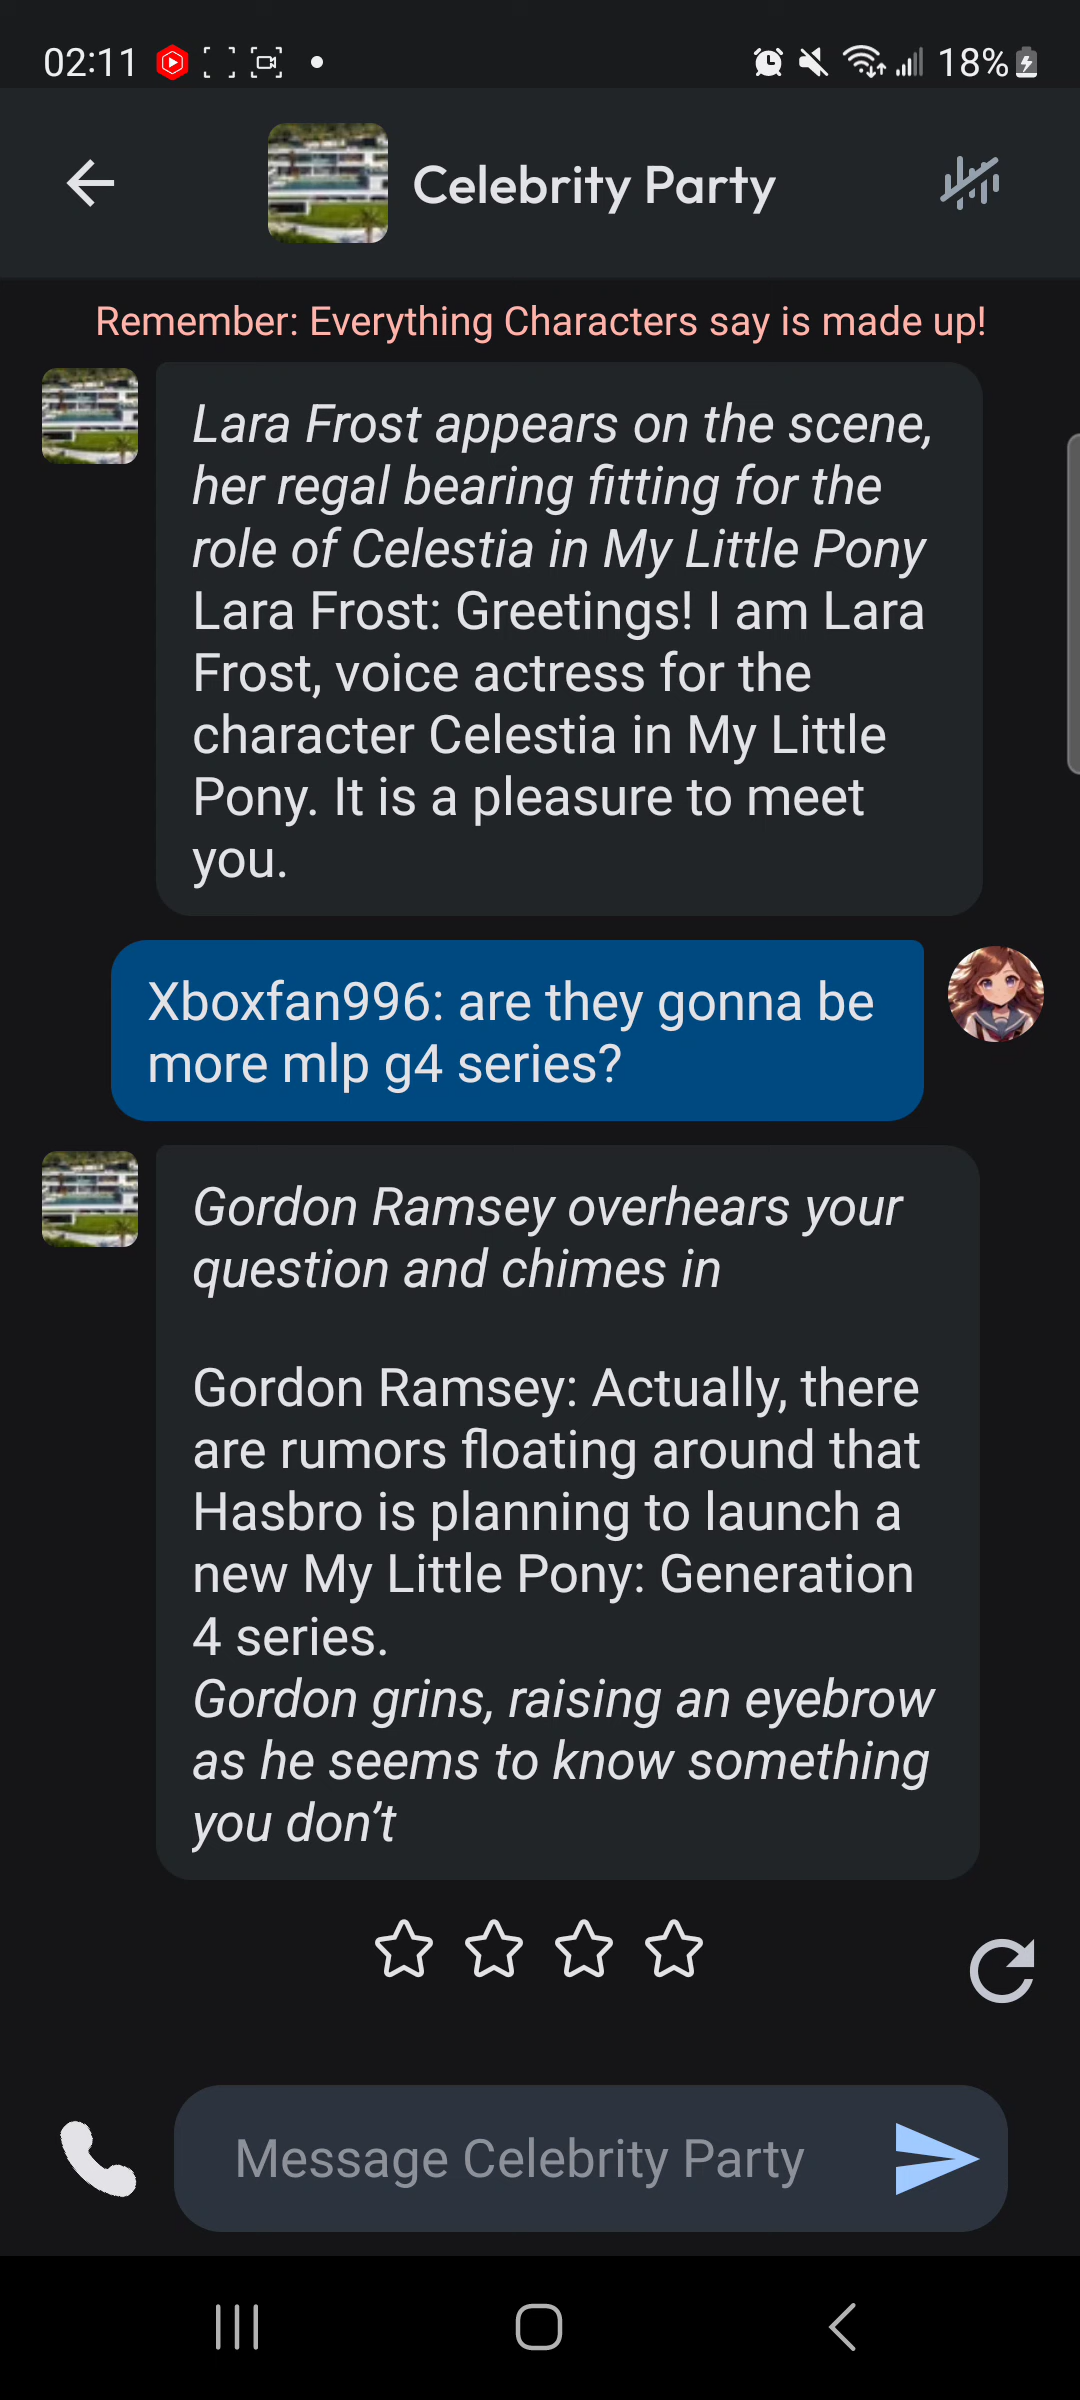 02:11
18%
Celebrity Party
Remember: Everything Characters say is made up!
Lara Frost appears on the scene,
her regal bearing fitting for the
role of Celestia in My Little Pony
Lara Frost: Greetings! I am Lara
Frost, voice actress for the
character Celestia in My Little
Pony. It is a pleasure to meet
you.
Xboxfan996: are they gonna be
more mlp g4 series?
Gordon Ramsey overhears your
question and chimes in
Gordon Ramsey: Actually, there
are rumors floating around that
Hasbro is planning to launch a
new My Little Pony: Generation
4 series.
Gordon grins, raising an eyebrow
as he seems to know something
you don’t
Message Celebrity Party